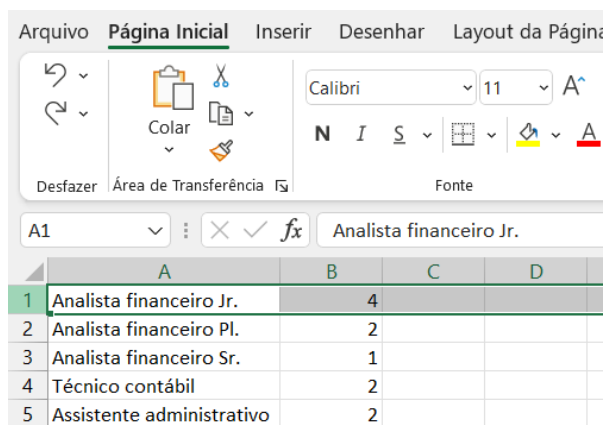 Arquivo Página Inicial Inserir Desenhar Layout da Página
Calibri 11 A^
Colar
N I S A
Desfazer Área de Transferência Fonte
A1 fx Analista financeiro Jr.
A B C D
1 Analista financeiro Jr. 4
2 Analista financeiro Pl. 2
3 Analista financeiro Sr. 1
4 Técnico contábil 2
5 Assistente administrativo 2